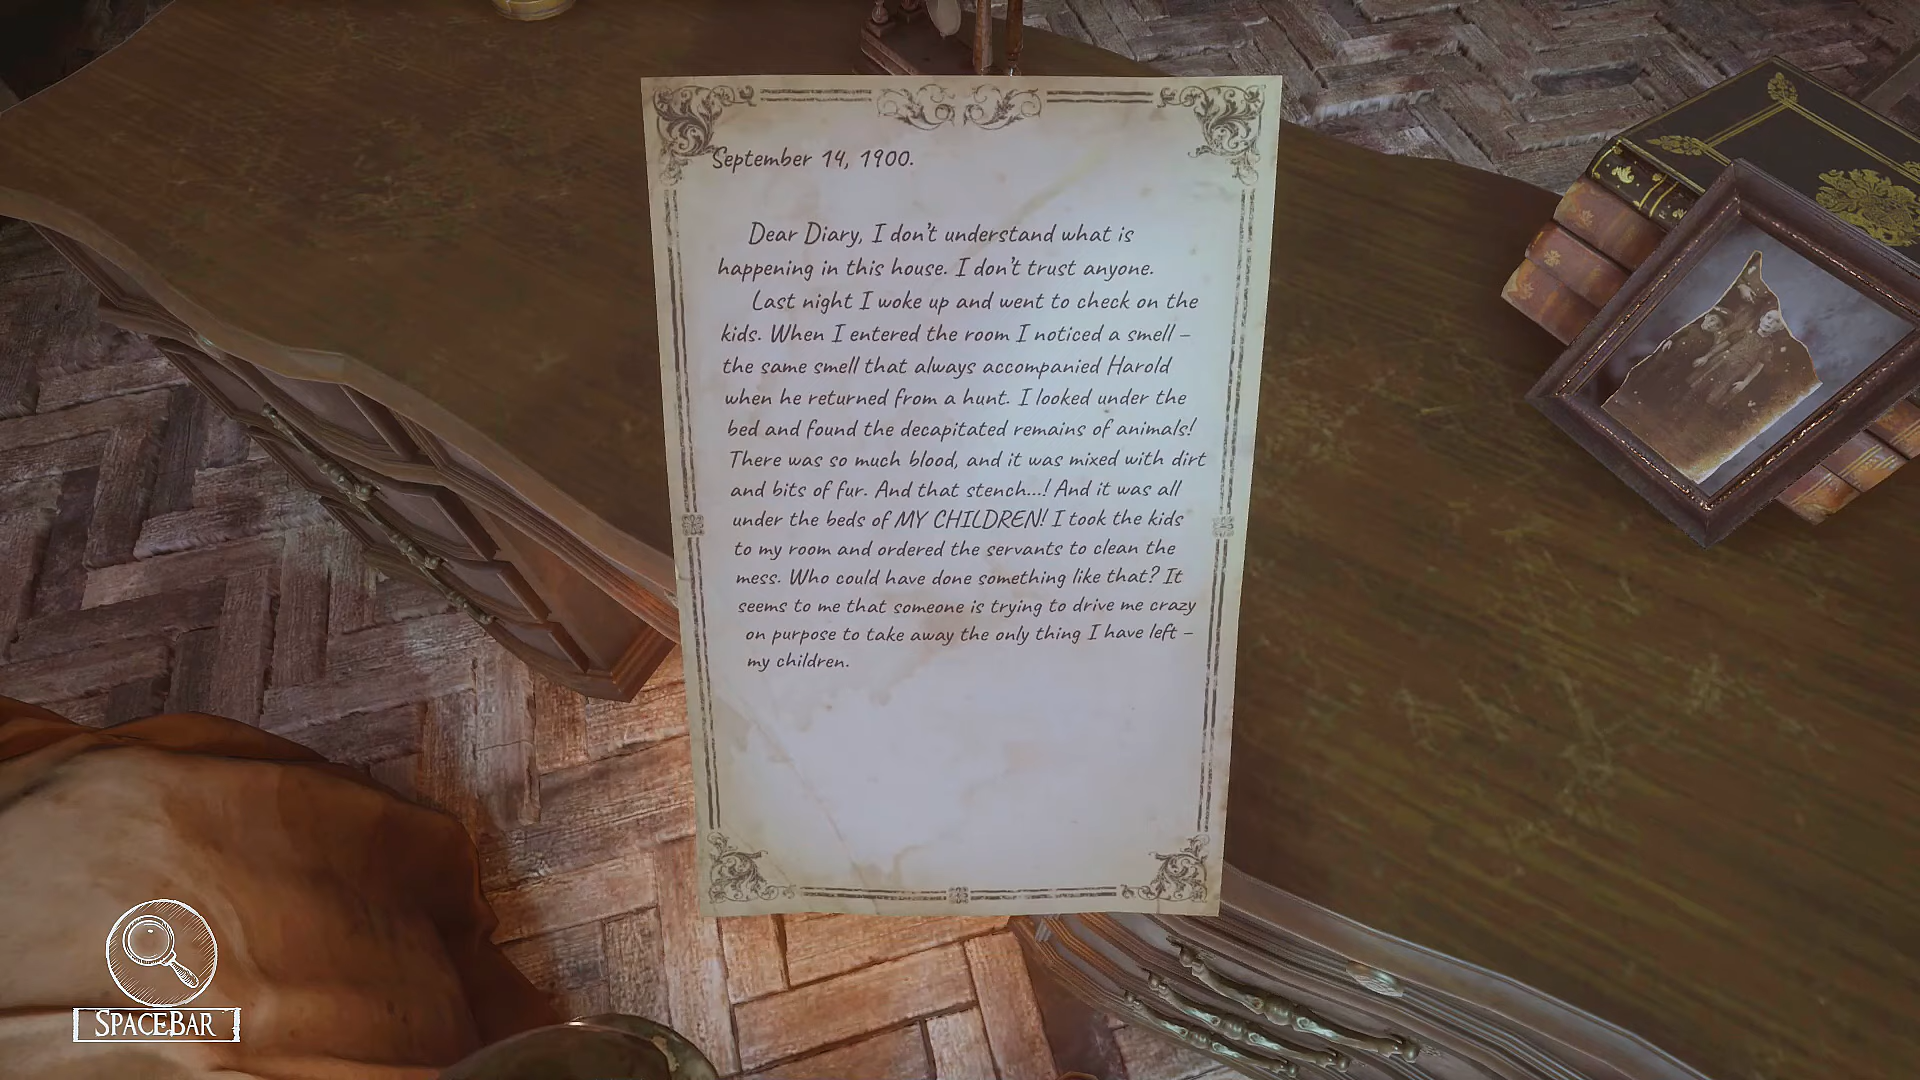 September 14, 1900.
Dear Diary, I don't understand what is
happening in this house. I don't trust anyone.
Last night I woke up and went to check on the
kids. When I entered the room I noticed a smell –
the same smell that always accompanied Harold
when he returned from a hunt. I looked under the
bed and found the decapitated remains of animals!
There was so much blood, and it was mixed with dirt
and bits of fur. And that stench...! And it was all
under the beds of MY CHILDREN! I took the kids
to my room and ordered the servants to clean the
mess. Who could have done something like that? It
seems to me that someone is trying to drive me crazy
on purpose to take away the only thing I have left –
my children.
SPACEBAR